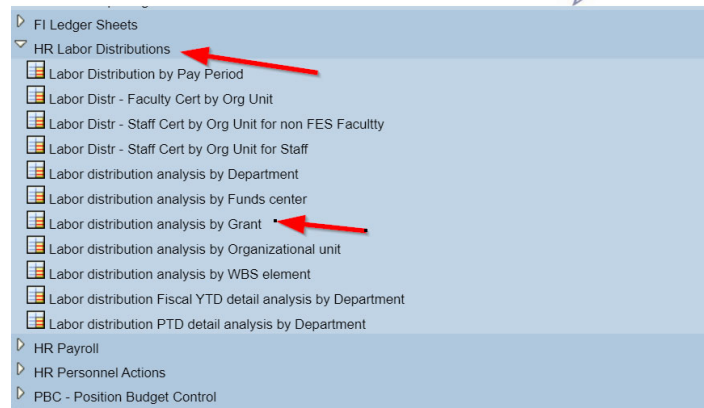 FI Ledger Sheets
HR Labor Distributions
Labor Distribution by Pay Period
Labor Distr - Faculty Cert by Org Unit
Labor Distr - Staff Cert by Org Unit for non FES Facultty
Labor Distr - Staff Cert by Org Unit for Staff
Labor distribution analysis by Department
Labor distribution analysis by Funds center
Labor distribution analysis by Grant
Labor distribution analysis by Organizational unit
Labor distribution analysis by WBS element
Labor distribution Fiscal YTD detail analysis by Department
Labor distribution PTD detail analysis by Department
HR Payroll
HR Personnel Actions
PBC - Position Budget Control